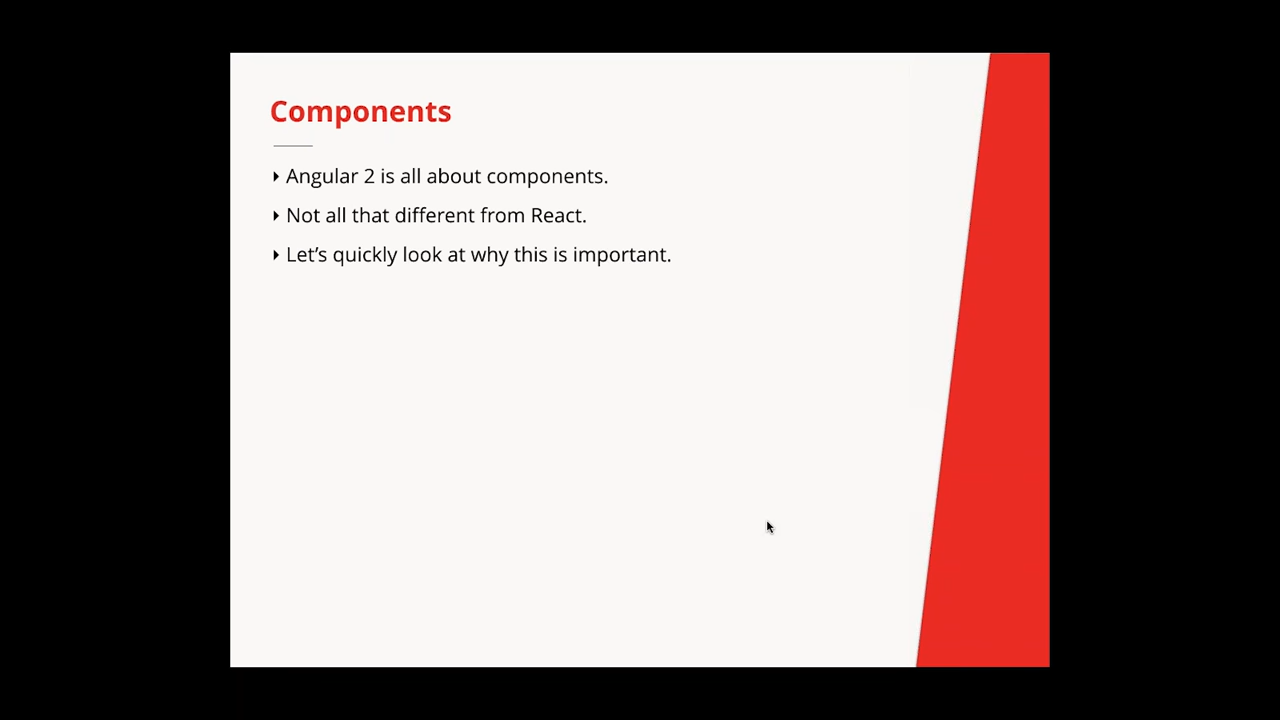 Components
Angular 2 is all about components.
Not all that different from React.
Let’s quickly look at why this is important.